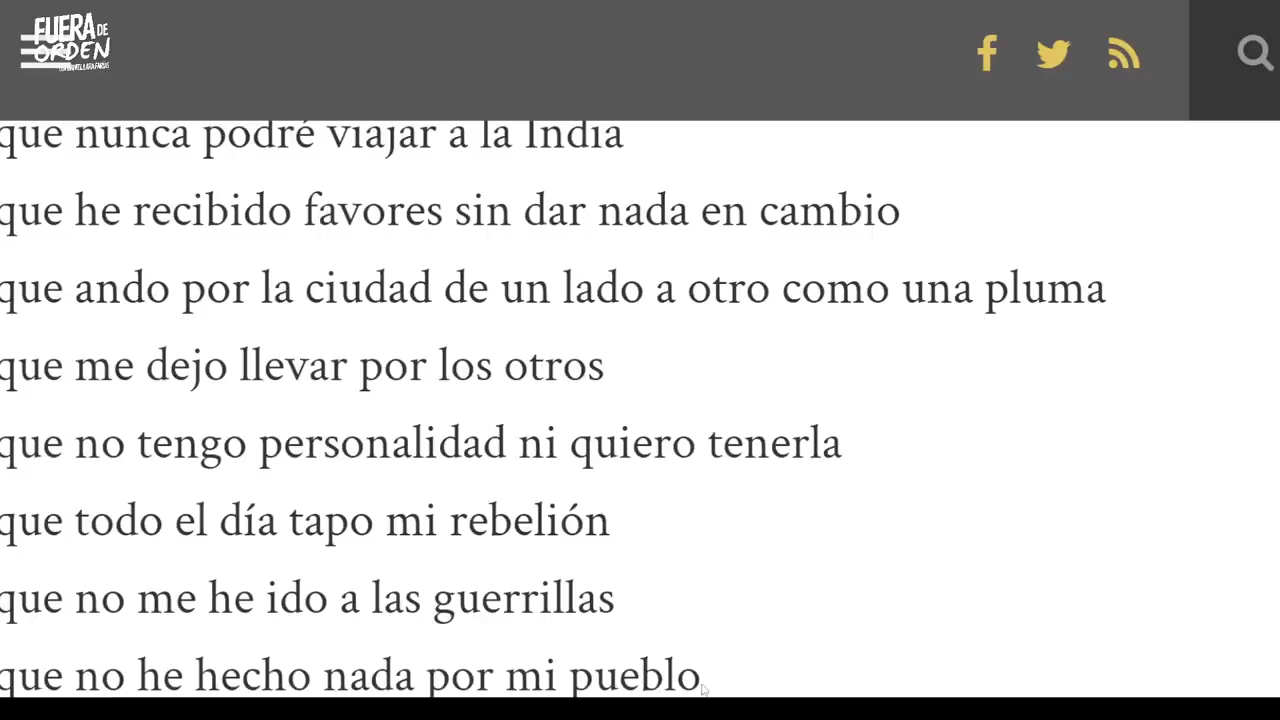 FUERA DE
ORDEN
que nunca podré viajar a la India
que he recibido favores sin dar nada en cambio
que ando por la ciudad de un lado a otro como una pluma
que me dejo llevar por los otros
que no tengo personalidad ni quiero tenerla
que todo el día tapo mi rebelión
que no me he ido a las guerrillas
que no he hecho nada por mi pueblo